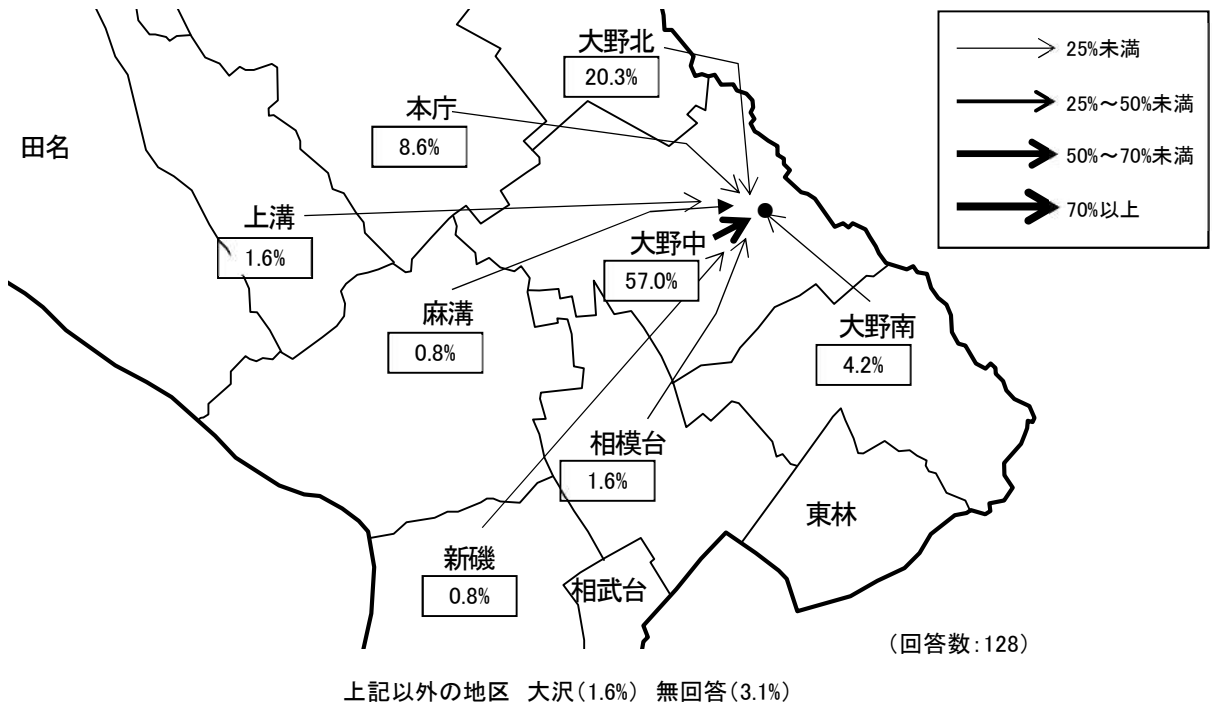 大野北
20.3%
本庁
8.6%
田名
上溝
1.6%
大野中
57.0%
麻溝
0.8%
大野南
4.2%
相模台
1.6%
東林
新磯
0.8%
相武台
25%未満
25%～50%未満
50%～70%未満
70%以上
（回答数：128）
上記以外の地区　大沢（1.6%）　無回答（3.1%）